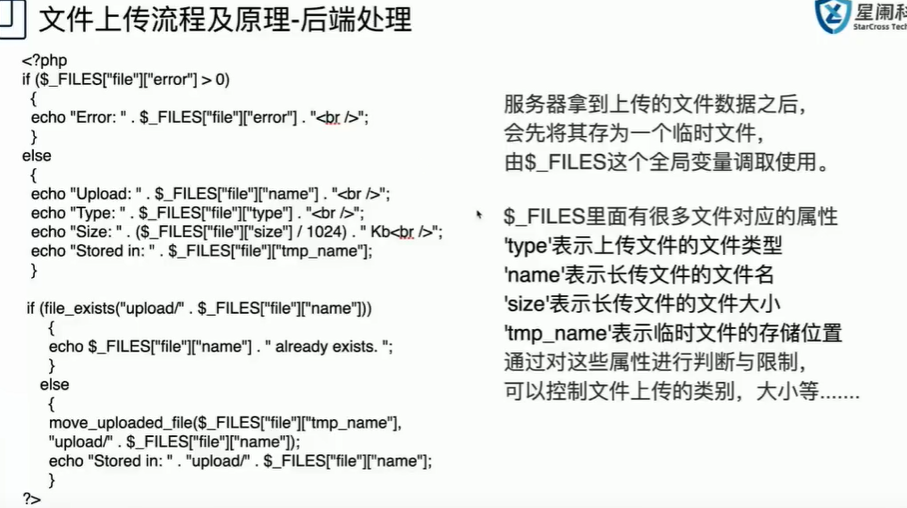 文件上传流程及原理-后端处理
StarCross Tech
<?php
if ($_FILES["file"]["error"] > 0)
{
echo "Error: " . $_FILES["file"]["error"] . "<br />";
}
else
{
echo "Upload: " . $_FILES["file"]["name"] . "<br />";
echo "Type: " . $_FILES["file"]["type"] . "<br />";
echo "Size: " . ($_FILES["file"]["size"] / 1024) . " Kb<br />";
echo "Stored in: " . $_FILES["file"]["tmp_name"];
}
if (file_exists("upload/" . $_FILES["file"]["name"]))
{
echo $_FILES["file"]["name"] . " already exists. ";
}
else
{
move_uploaded_file($_FILES["file"]["tmp_name"],
"upload/" . $_FILES["file"]["name"]);
echo "Stored in: " . "upload/" . $_FILES["file"]["name"];
}
?>
服务器拿到上传的文件数据之后，
会先将其存为一个临时文件，
由$_FILES这个全局变量调取使用。
$_FILES里面有很多文件对应的属性
'type'表示上传文件的文件类型
'name'表示长传文件的文件名
'size'表示长传文件的文件大小
'tmp_name'表示临时文件的存储位置
通过对这些属性进行判断与限制，
可以控制文件上传的类别，大小等.......